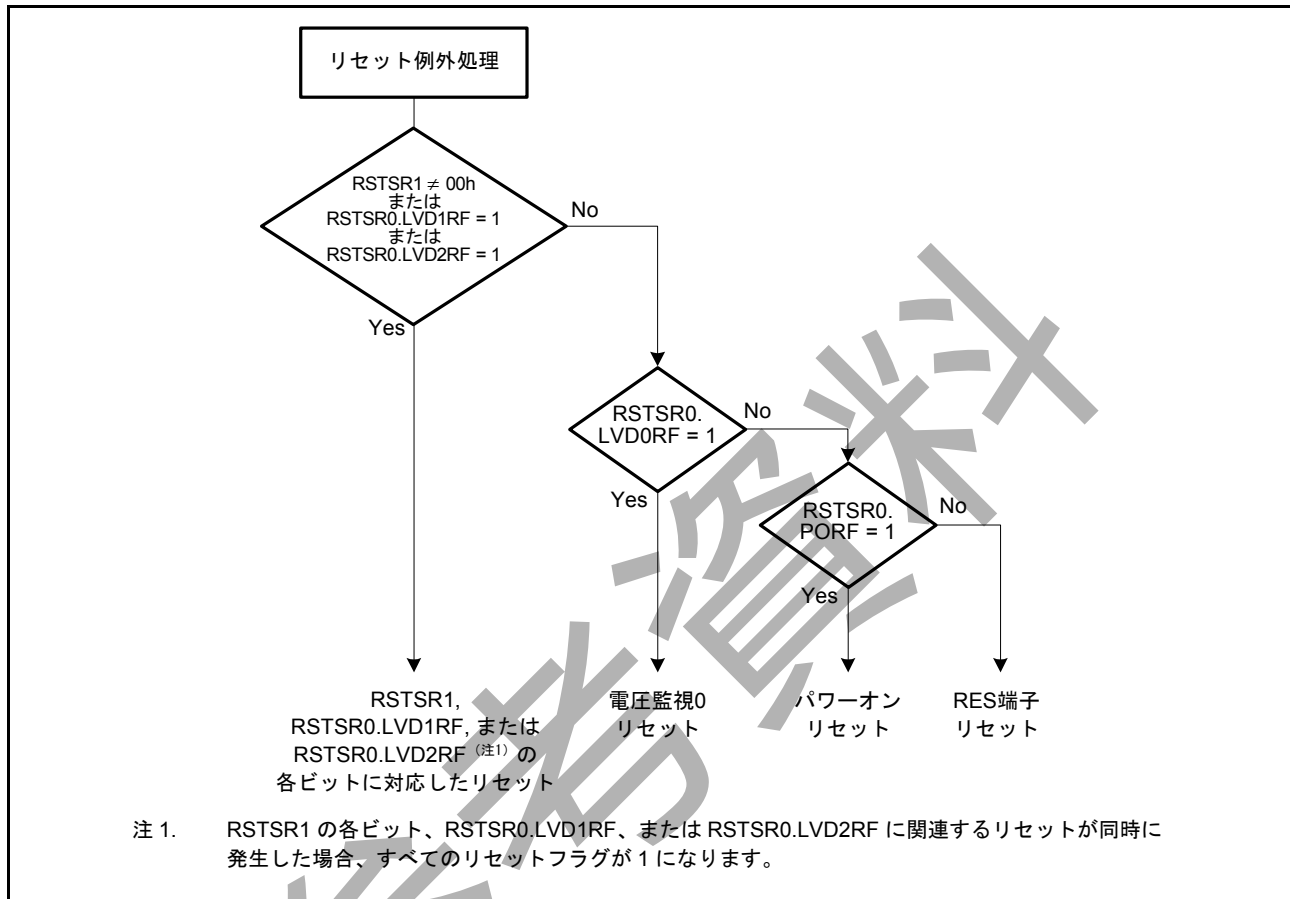 リセット例外処理
RSTSR1 ≠ 00h
または
RSTSR0.LVD1RF = 1
または
RSTSR0.LVD2RF = 1
No
Yes
RSTSR0.
LVD0RF = 1
No
Yes
RSTSR0.
PORF = 1
No
Yes
RSTSR1,
RSTSR0.LVD1RF, または
RSTSR0.LVD2RF（注1）の
各ビットに対応したリセット
電圧監視0
リセット
パワーオン
リセット
RES端子
リセット
注 1. RSTSR1 の各ビット、RSTSR0.LVD1RF、または RSTSR0.LVD2RF に関連するリセットが同時に
発生した場合、すべてのリセットフラグが 1 になります。
参考資料